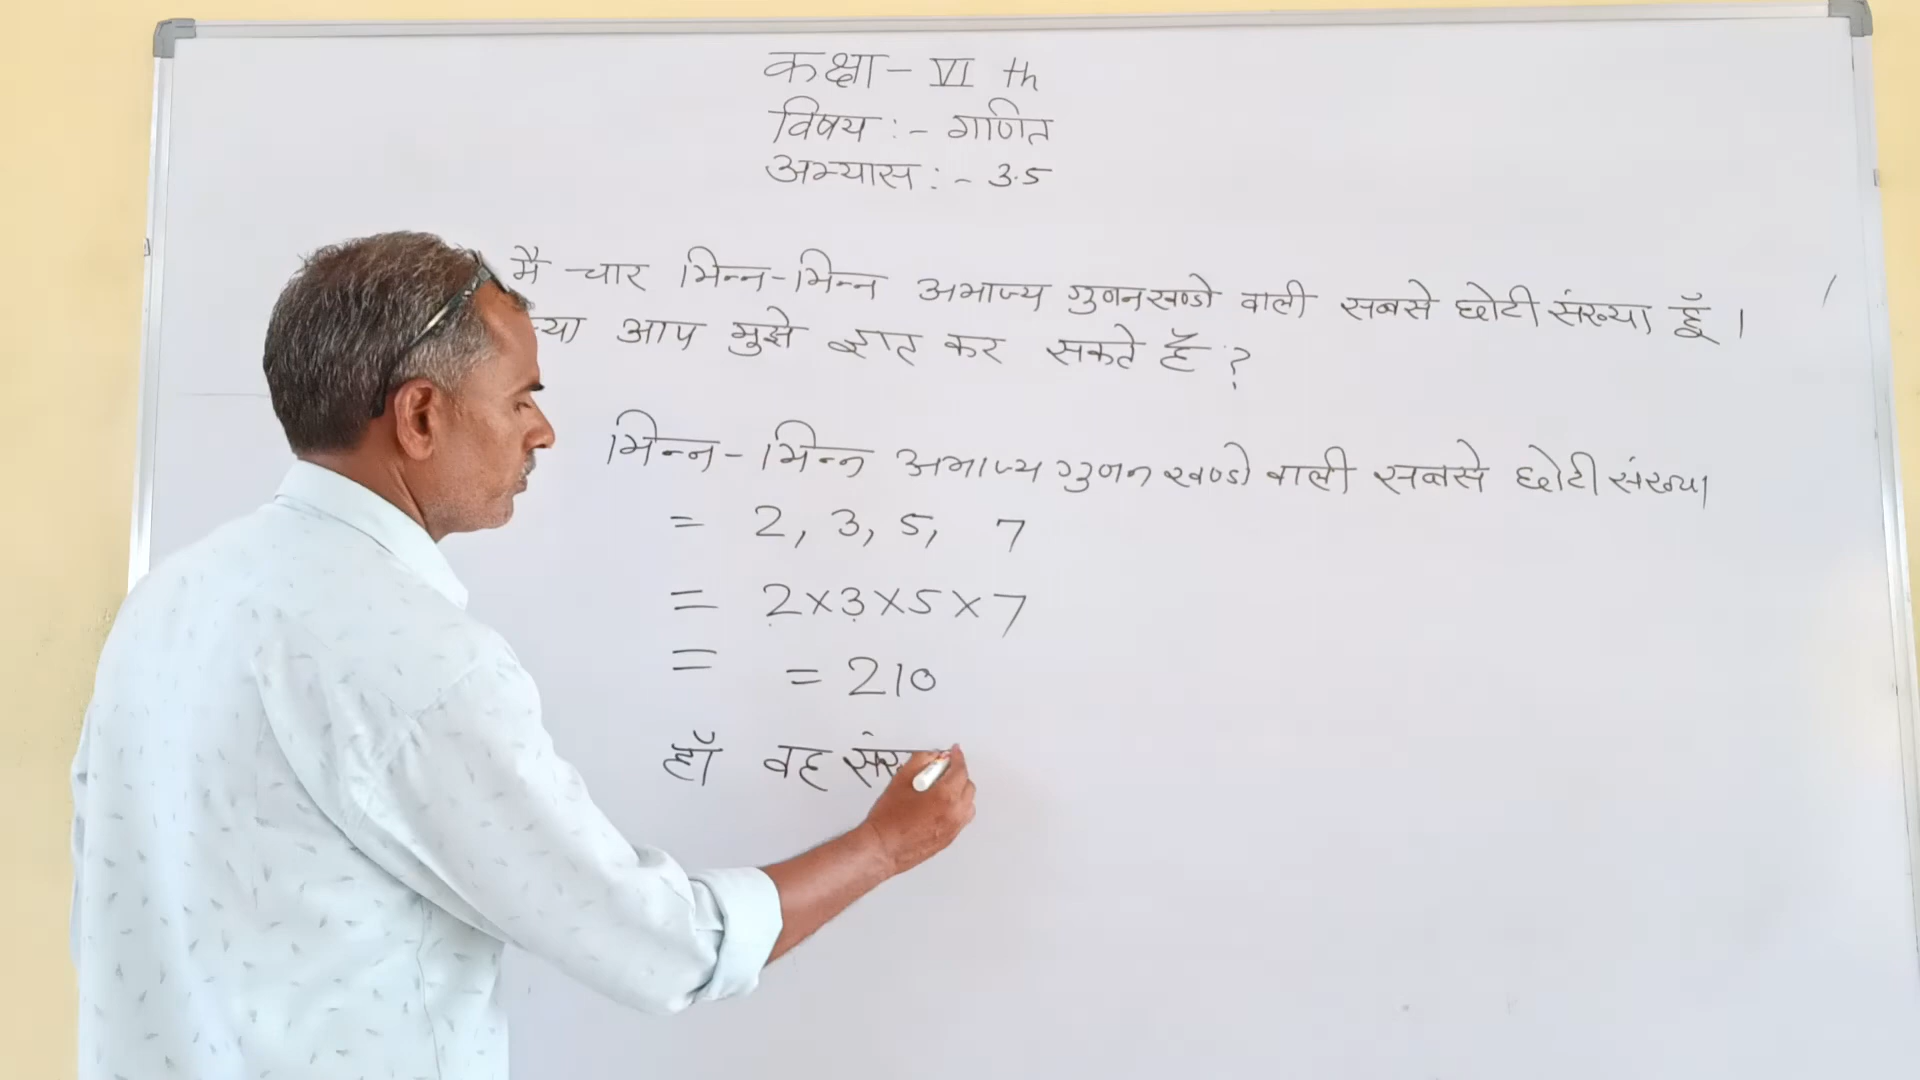 कक्षा - VI th
विषय :- गणित
अभ्यास :- 3.5
मै चार भिन्न-भिन्न अभाज्य गुणनखण्डो वाली सबसे छोटी संख्या हूँ ।
आप मुझे ज्ञात कर सकते हैं ?
भिन्न - भिन्न अभाज्य गुणनखण्डो वाली सबसे छोटी संख्या
= 2, 3, 5, 7
= 2×3×5×7
= = 210
हाँ वह